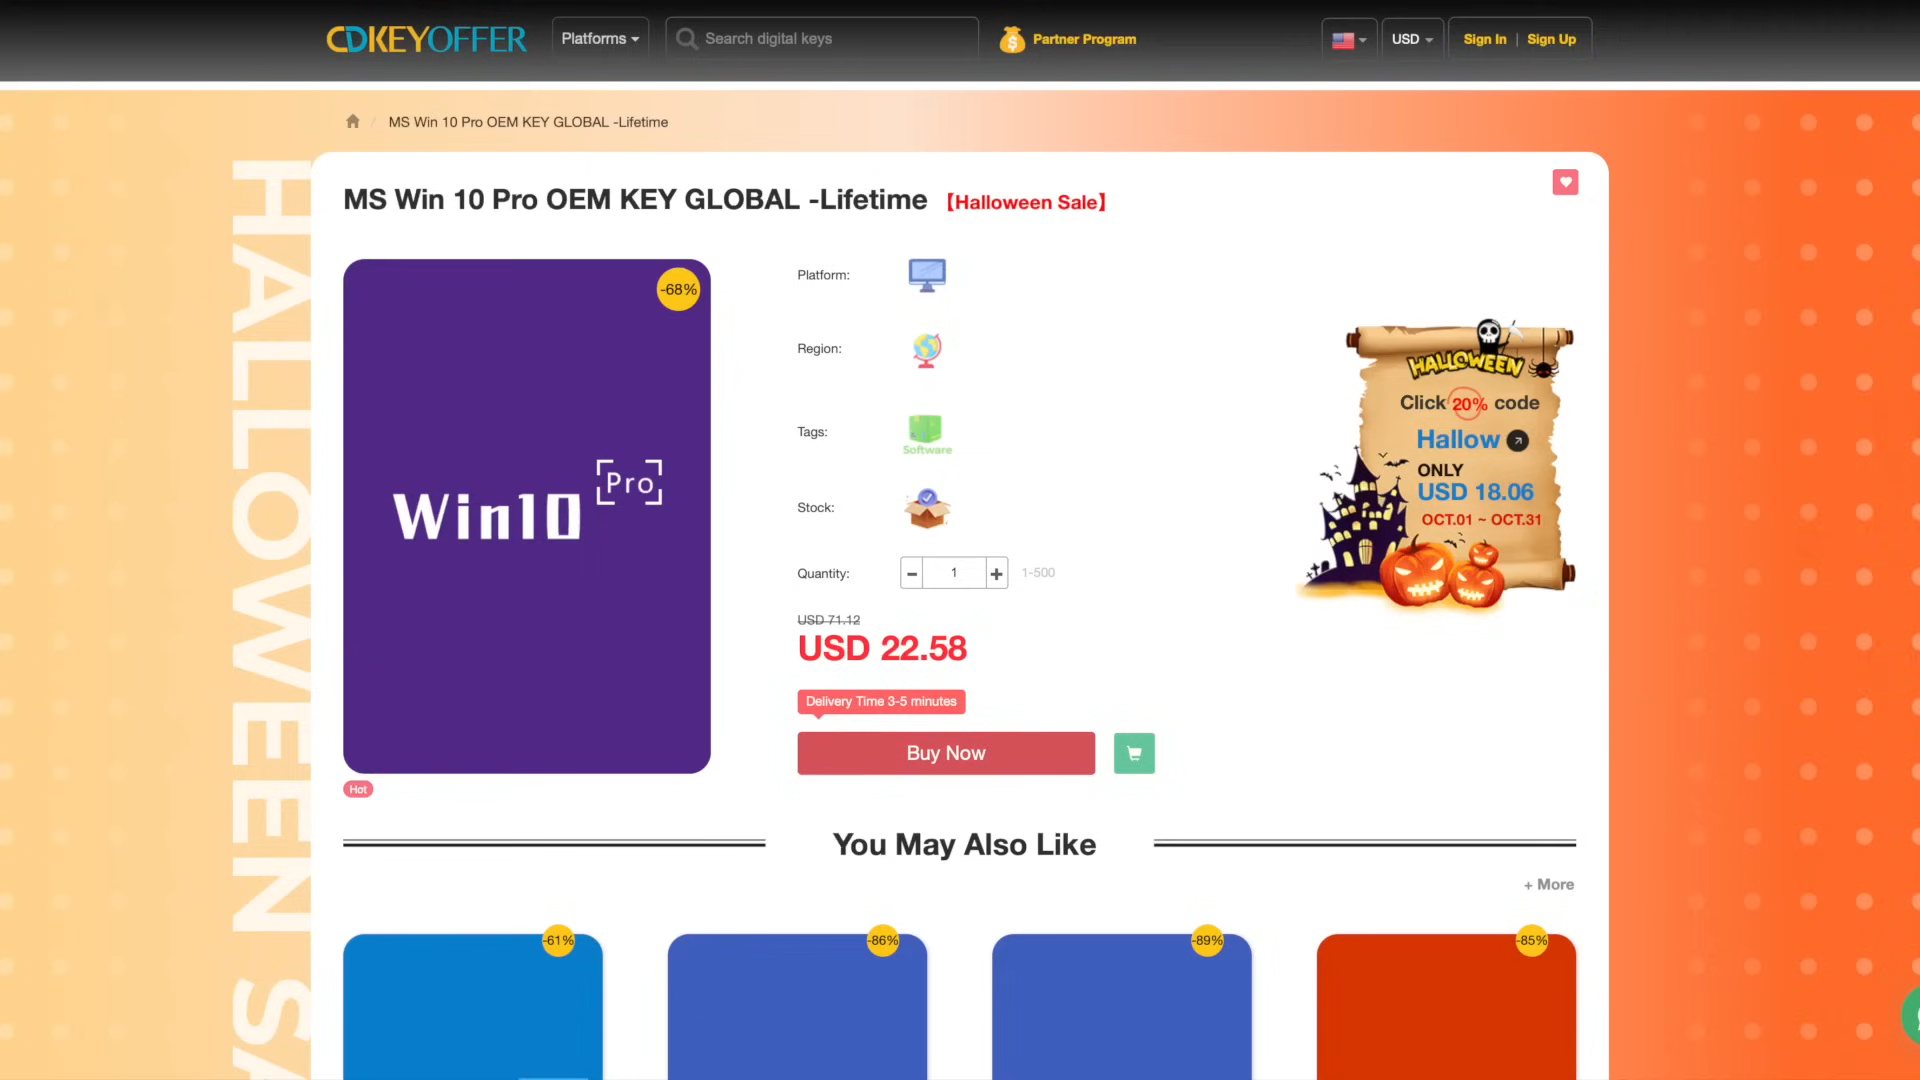 CDKEYOFFER
Platforms
Search digital keys
Partner Program
USD
Sign In | Sign Up
/ MS Win 10 Pro OEM KEY GLOBAL -Lifetime
HALLOWEEN SA
MS Win 10 Pro OEM KEY GLOBAL -Lifetime 【Halloween Sale】
-68%
Win10 Pro
Hot
Platform:
Region:
Tags:
Software
Stock:
Quantity:
1
1-500
USD 71.12
USD 22.58
Delivery Time 3-5 minutes
Buy Now
HALLOWEEN
Click 20% code
Hallow
ONLY
USD 18.06
OCT.01 ~ OCT.31
You May Also Like
+ More
-61%
-86%
-89%
-85%